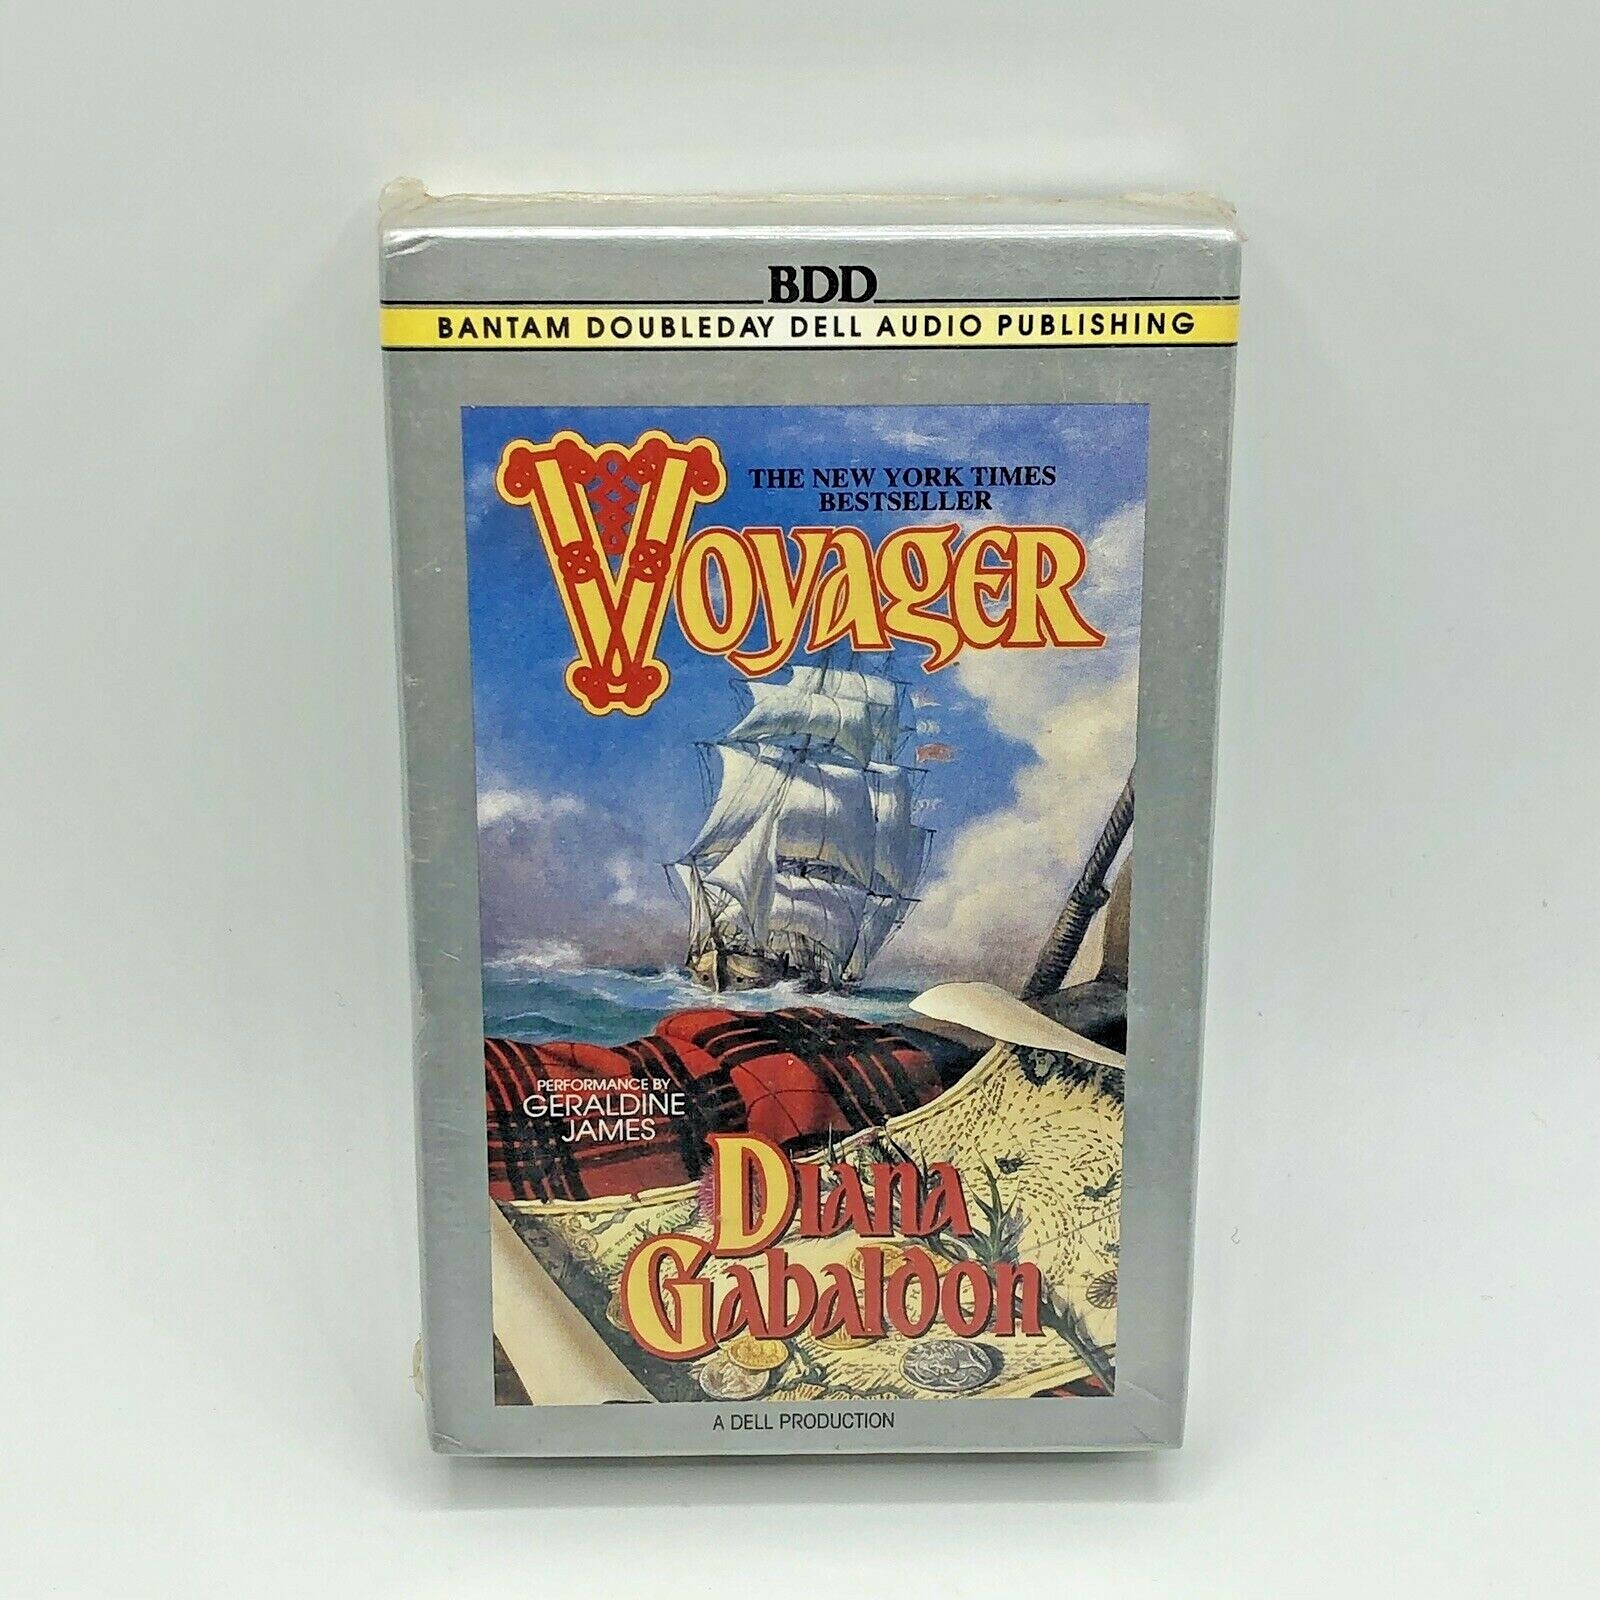 BDD
BANTAM DOUBLEDAY DELL AUDIO PUBLISHING
THE NEW YORK TIMES
BESTSELLER
VOYAGER
PERFORMANCE BY
GERALDINE
JAMES
DIANA
GABALDON
A DELL PRODUCTION